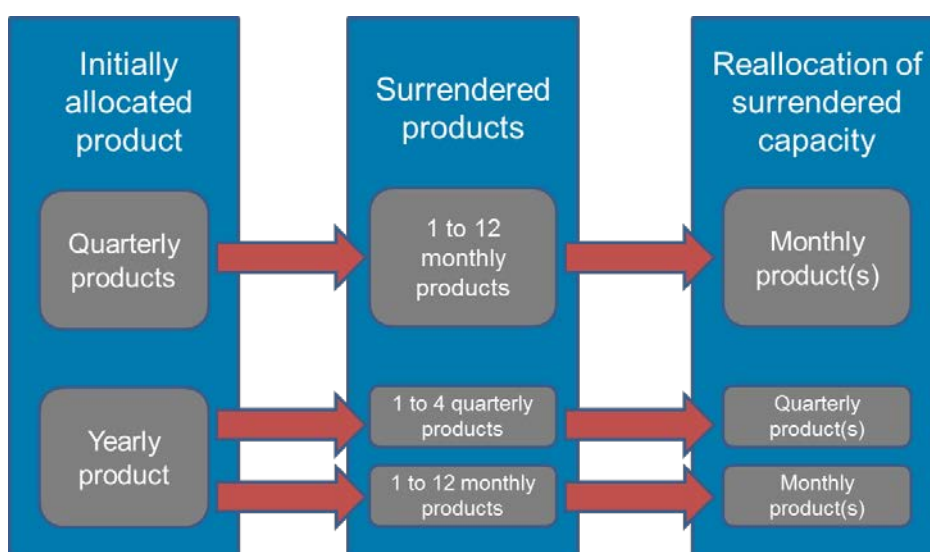 Initially
allocated
product
Surrendered
products
Reallocation of
surrendered
capacity
Quarterly
products
1 to 12
monthly
products
Monthly
product(s)
Yearly
product
1 to 4 quarterly
products
Quarterly
product(s)
1 to 12 monthly
products
Monthly
product(s)